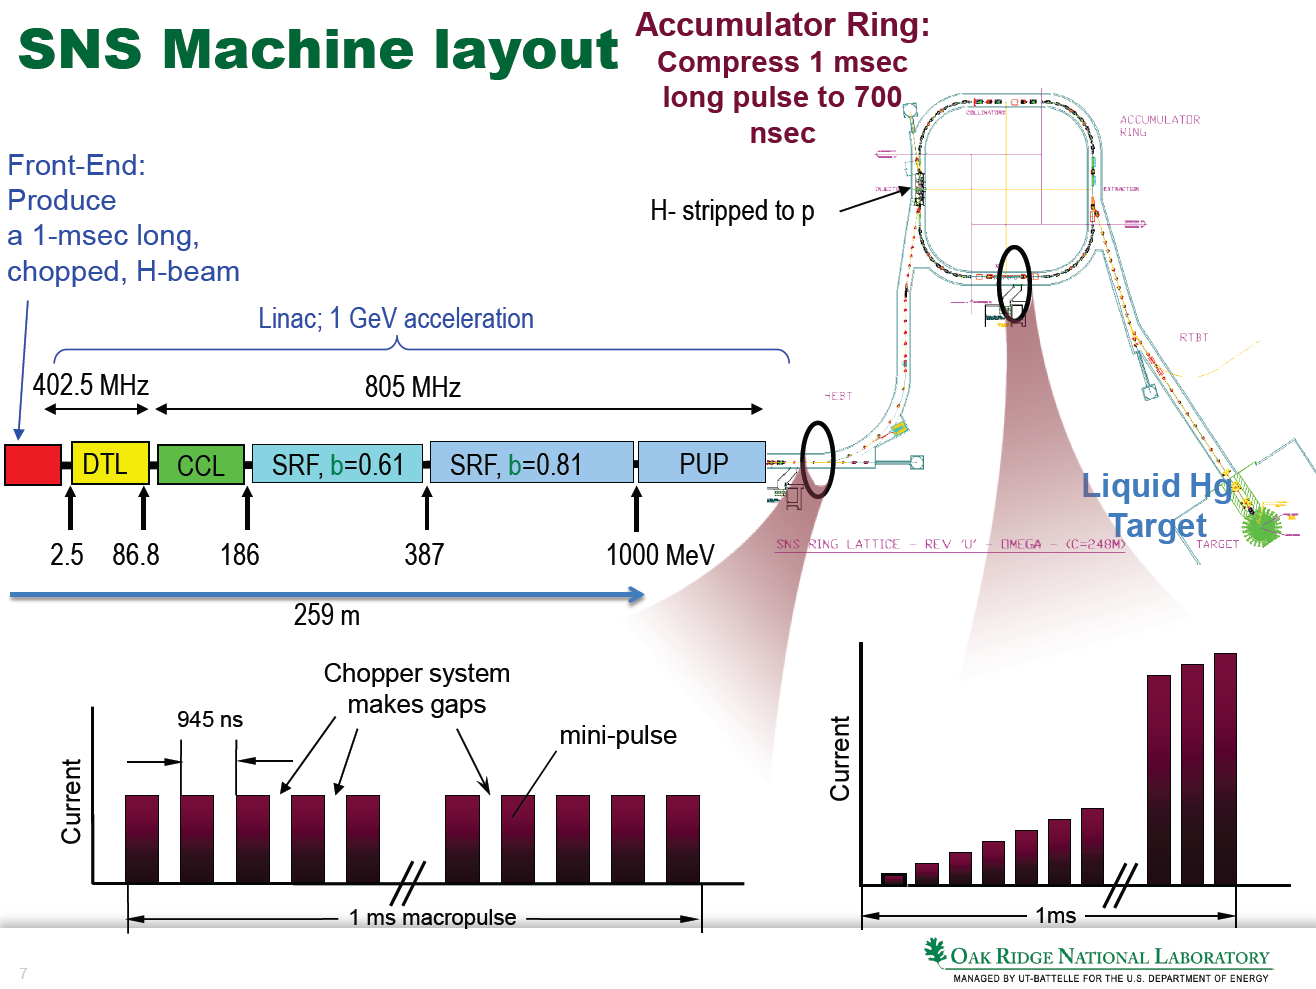 SNS Machine layout
Accumulator Ring:
Compress 1 msec
long pulse to 700
nsec
Front-End:
Produce
a 1-msec long,
chopped, H-beam
H- stripped to p
COLLIMATORS
ACCUMULATOR
RING
EXTRACTION
RTBT
Linac; 1 GeV acceleration
402.5 MHz
805 MHz
DTL
CCL
SRF, b=0.61
SRF, b=0.81
PUP
2.5
86.8
186
387
1000 MeV
259 m
Liquid Hg
Target
TARGET
SNS RING LATTICE - REV 'U' - OMEGA - (C=248M)
Chopper system
makes gaps
945 ns
mini-pulse
Current
1 ms macropulse
Current
1ms
7
OAK RIDGE NATIONAL LABORATORY
MANAGED BY UT-BATTELLE FOR THE U.S. DEPARTMENT OF ENERGY